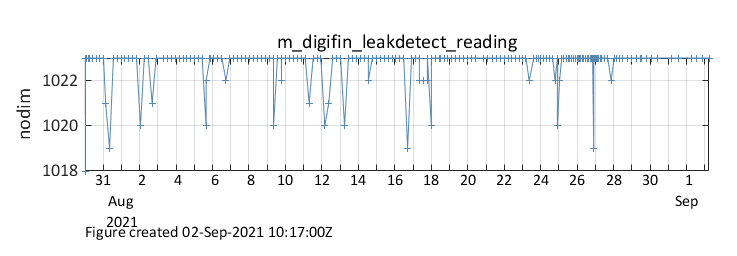 m_digifin_leakdetect_reading
nodim
1022
1020
1018
31 2 4 6 8 10 12 14 16 18 20 22 24 26 28 30 1
Aug Sep
2021
Figure created 02-Sep-2021 10:17:00Z